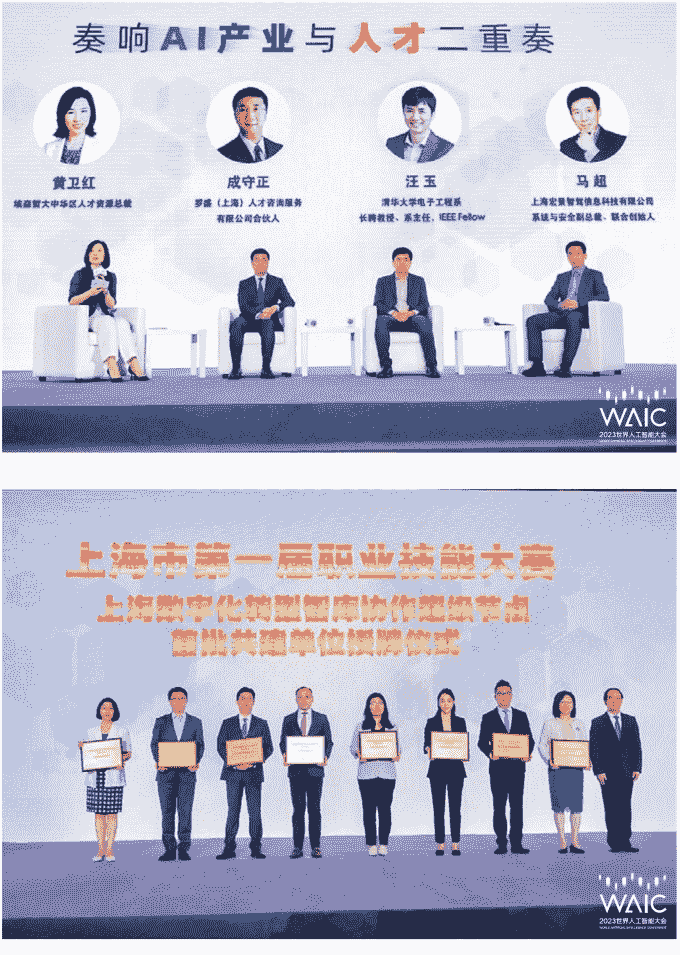 奏响AI产业与人才二重奏
黄卫红
埃森哲大中华区人才资源总裁
成守正
罗盛（上海）人才咨询服务
有限公司合伙人
汪 玉
清华大学电子工程系
长聘教授、系主任、IEEE Fellow
马 超
上海宏景智驾信息科技有限公司
系统与安全副总裁、联合创始人
WAIC
2023世界人工智能大会
上海市第一届职业技能大赛
上海数字化转型智库协作超级节点
首批共建单位授牌仪式
WAIC
2023世界人工智能大会
WORLD ARTIFICIAL INTELLIGENCE CONFERENCE